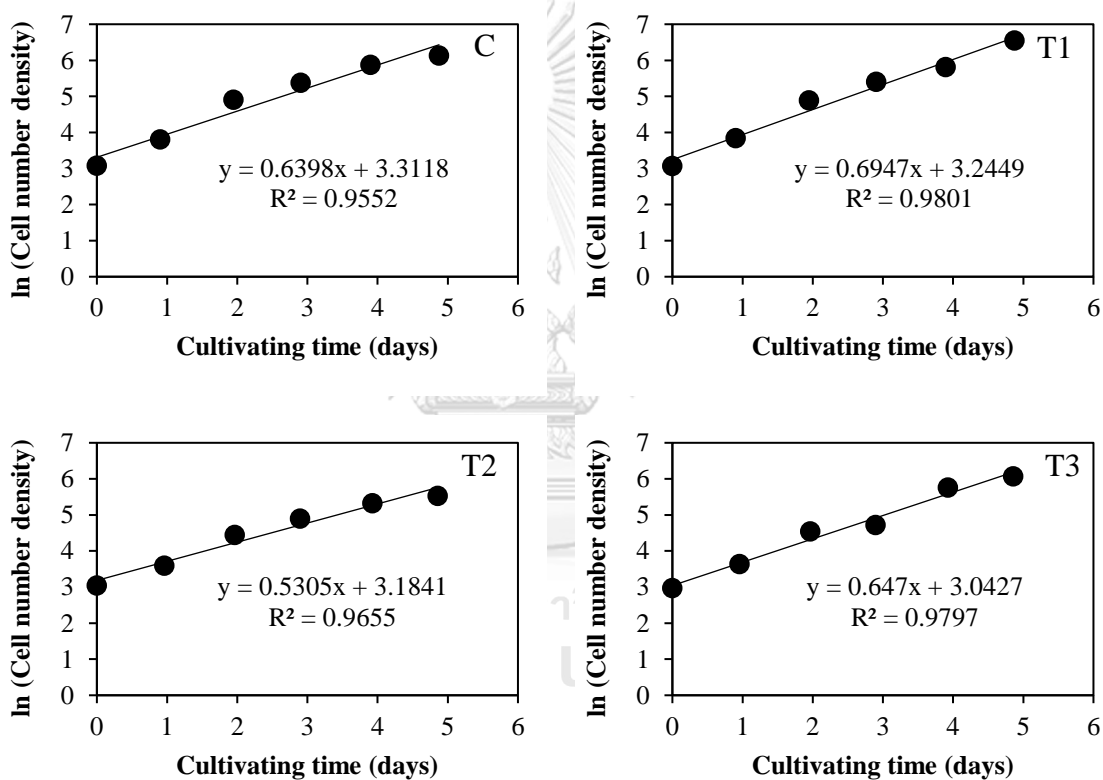 C
ln (Cell number density)
7
6
5
4
3
2
1
0
y = 0.6398x + 3.3118
R² = 0.9552
0 1 2 3 4 5 6
Cultivating time (days)
T1
ln (Cell number density)
7
6
5
4
3
2
1
0
y = 0.6947x + 3.2449
R² = 0.9801
0 1 2 3 4 5 6
Cultivating time (days)
T2
ln (Cell number density)
7
6
5
4
3
2
1
0
y = 0.5305x + 3.1841
R² = 0.9655
0 1 2 3 4 5 6
Cultivating time (days)
T3
ln (Cell number density)
7
6
5
4
3
2
1
0
y = 0.647x + 3.0427
R² = 0.9797
0 1 2 3 4 5 6
Cultivating time (days)